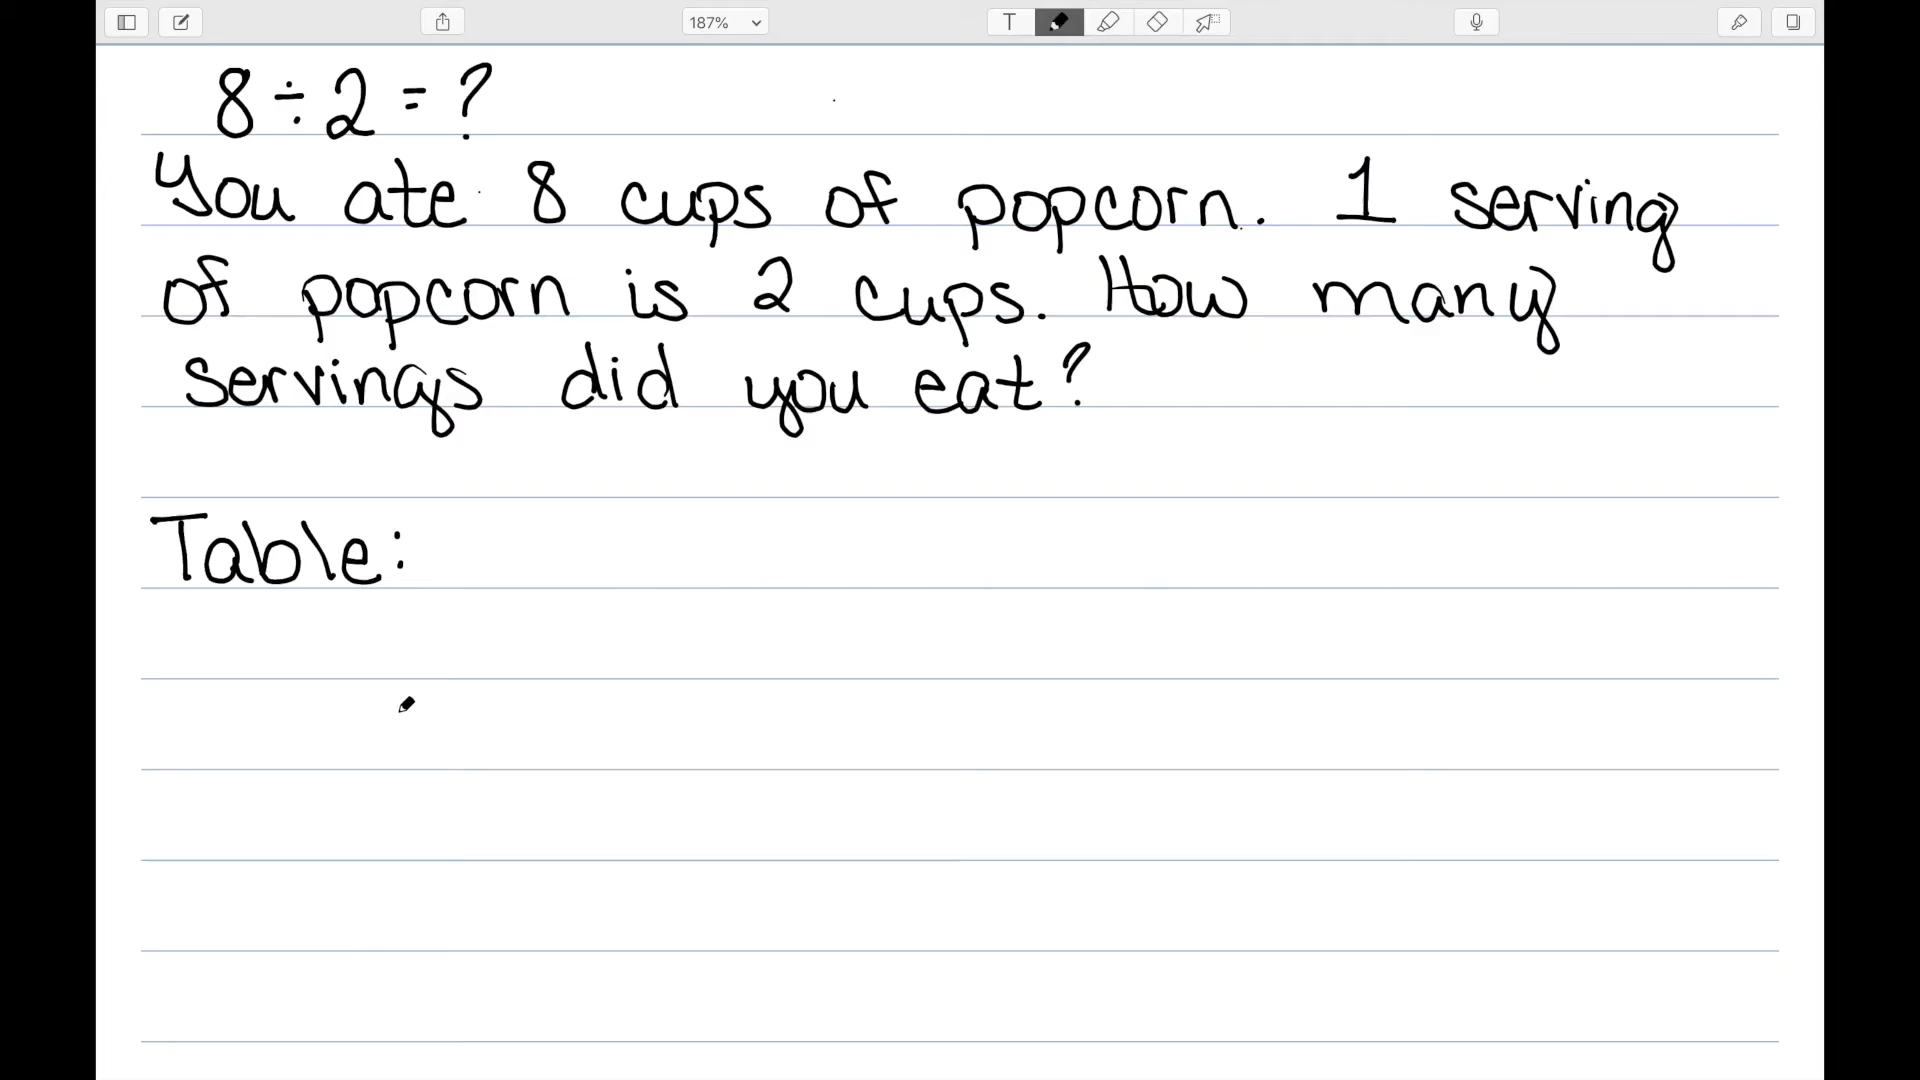 187%
T
8 ÷ 2 = ?
You ate 8 cups of popcorn. 1 serving
of popcorn is 2 cups. How many
servings did you eat?
Table: